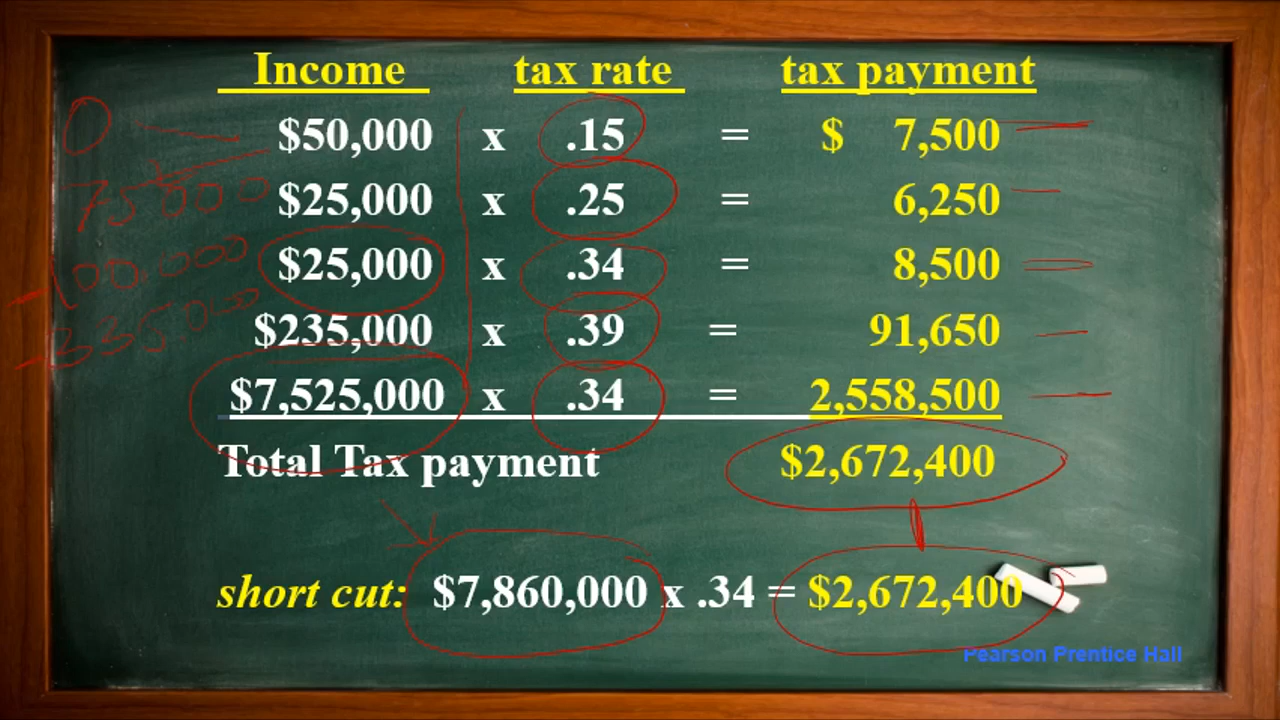 Income tax rate tax payment
0 $50,000 x .15 = $ 7,500
75000 $25,000 x .25 = 6,250
100.000 $25,000 x .34 = 8,500
335000 $235,000 x .39 = 91,650
$7,525,000 x .34 = 2,558,500
Total Tax payment $2,672,400
short cut: $7,860,000 x .34 = $2,672,400
Pearson Prentice Hall